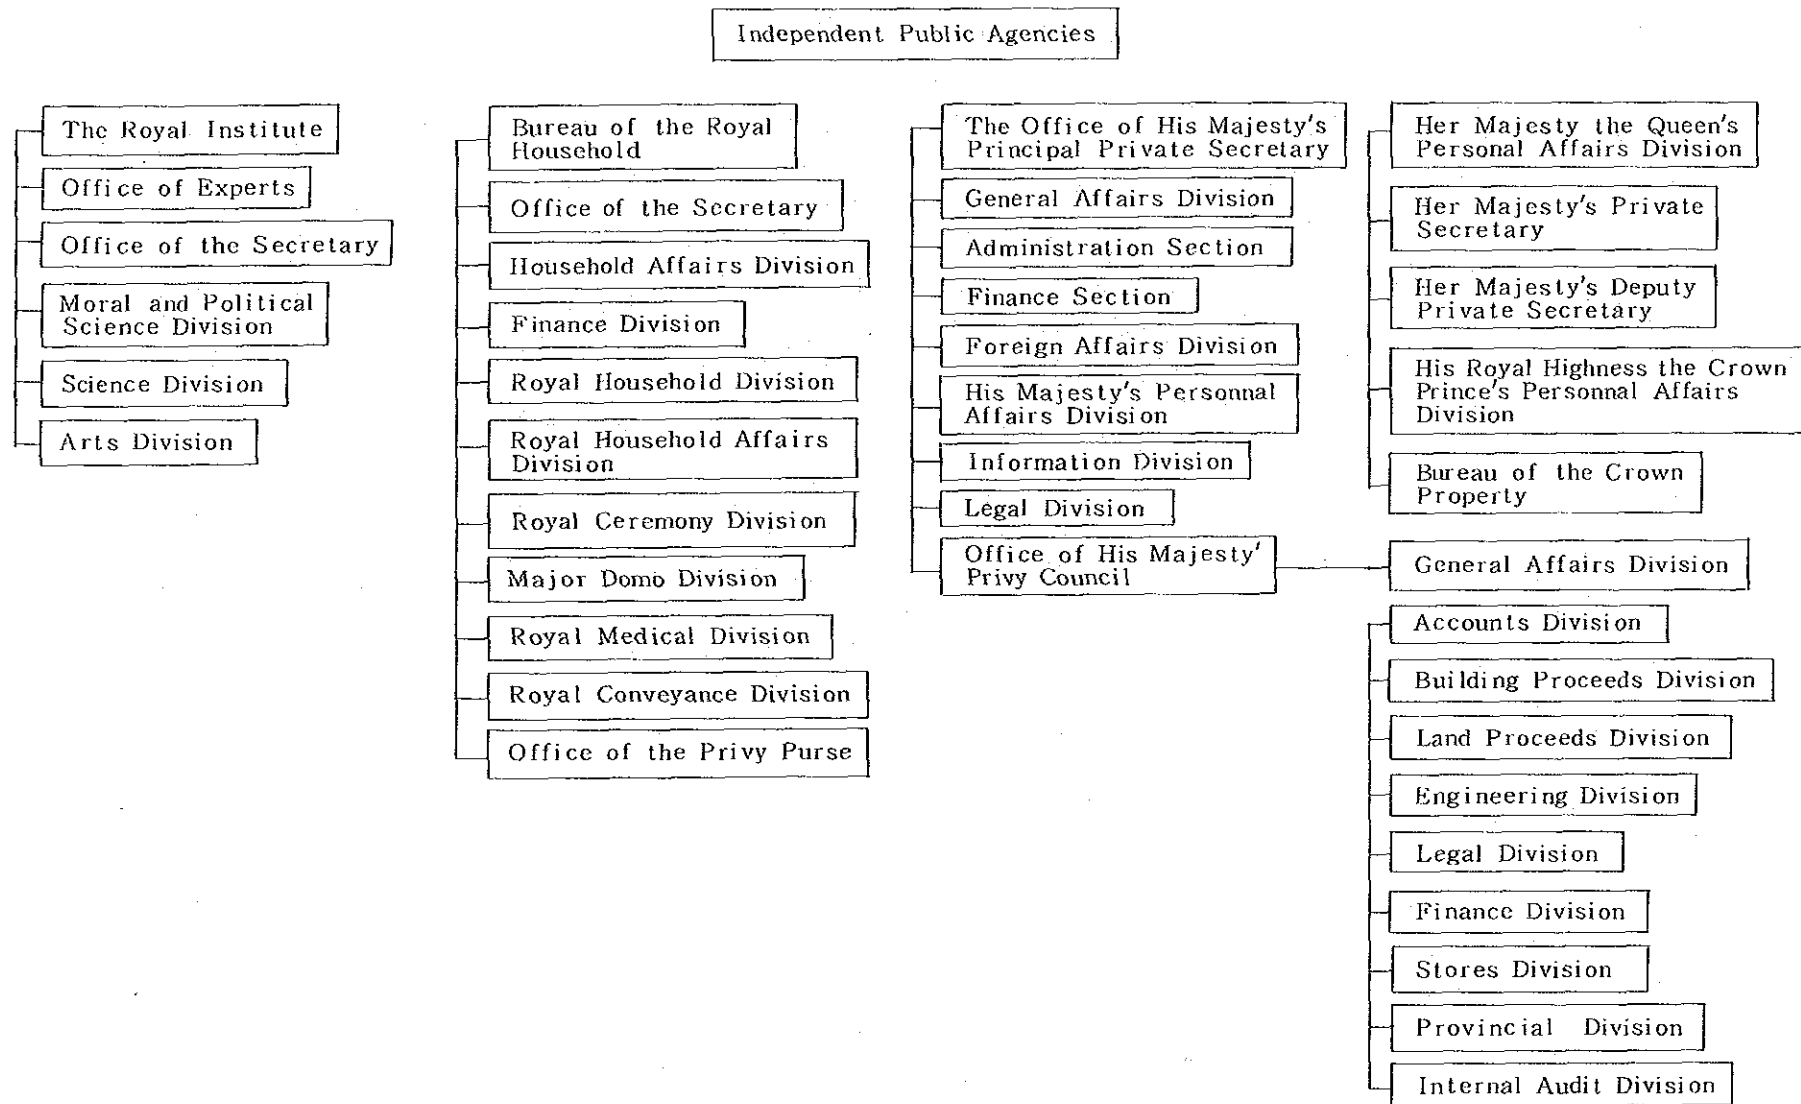 Independent Public Agencies
The Royal Institute
Office of Experts
Office of the Secretary
Moral and Political
Science Division
Science Division
Arts Division
Bureau of the Royal
Household
Office of the Secretary
Household Affairs Division
Finance Division
Royal Household Division
Royal Household Affairs
Division
Royal Ceremony Division
Major Domo Division
Royal Medical Division
Royal Conveyance Division
Office of the Privy Purse
The Office of His Majesty's
Principal Private Secretary
General Affairs Division
Administration Section
Finance Section
Foreign Affairs Division
His Majesty's Personnal
Affairs Division
Information Division
Legal Division
Office of His Majesty'
Privy Council
Her Majesty the Queen's
Personal Affairs Division
Her Majesty's Private
Secretary
Her Majesty's Deputy
Private Secretary
His Royal Highness the Crown
Prince's Personnal Affairs
Division
Bureau of the Crown
Property
General Affairs Division
Accounts Division
Building Proceeds Division
Land Proceeds Division
Engineering Division
Legal Division
Finance Division
Stores Division
Provincial Division
Internal Audit Division